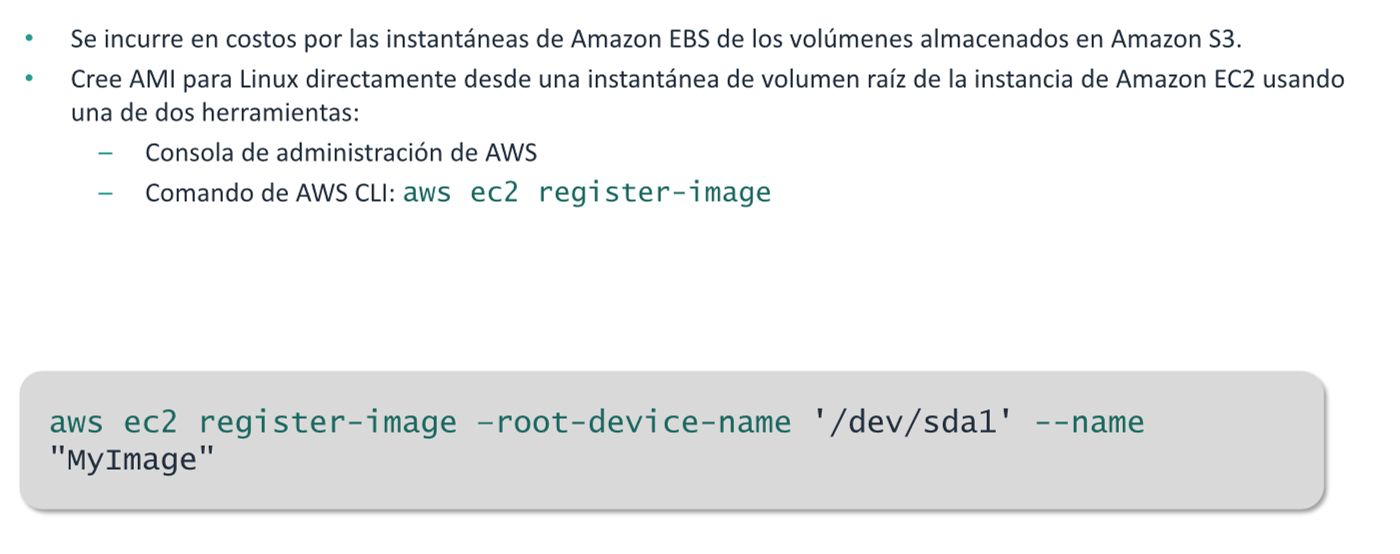 • Se incurre en costos por las instantáneas de Amazon EBS de los volúmenes almacenados en Amazon S3.
• Cree AMI para Linux directamente desde una instantánea de volumen raíz de la instancia de Amazon EC2 usando
una de dos herramientas:
– Consola de administración de AWS
– Comando de AWS CLI: aws ec2 register-image
aws ec2 register-image –root-device-name '/dev/sda1' --name
"MyImage"